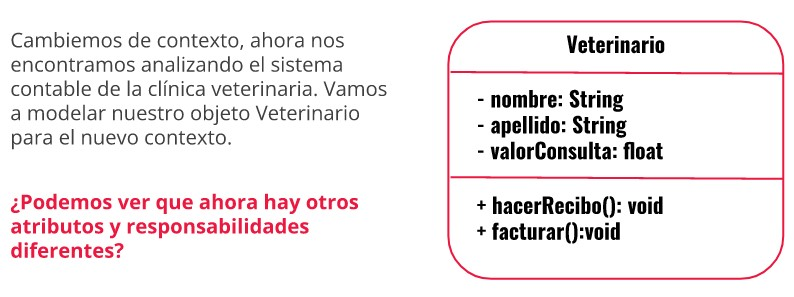 Cambiemos de contexto, ahora nos
encontramos analizando el sistema
contable de la clínica veterinaria. Vamos
a modelar nuestro objeto Veterinario
para el nuevo contexto.
¿Podemos ver que ahora hay otros
atributos y responsabilidades
diferentes?
Veterinario
- nombre: String
- apellido: String
- valorConsulta: float
+ hacerRecibo(): void
+ facturar():void